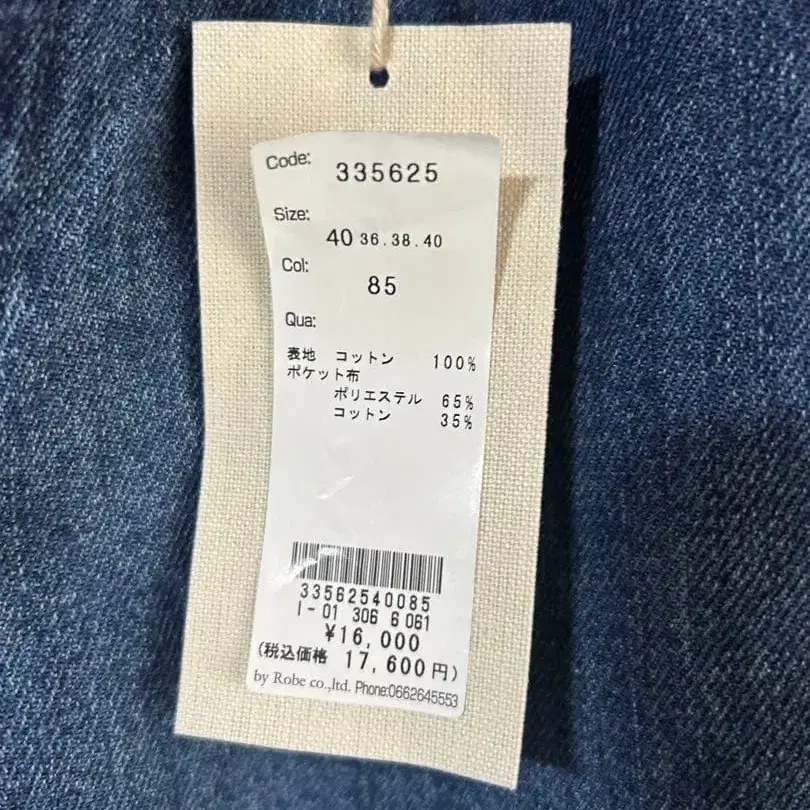 Code: 335625
Size:
40 36.38.40
Col:
85
Qua:
表地 コットン 100%
ポケット布
ポリエステル 65%
コットン 35%
33562540085
I-01 306 6 061
¥16,000
(税込価格 17,600円)
by Robe co.,ltd. Phone:0662645553